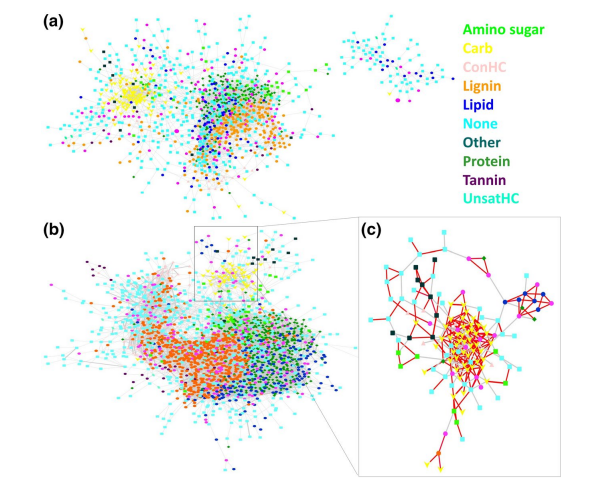 (a)
Amino sugar
Carb
ConHC
Lignin
Lipid
None
Other
Protein
Tannin
UnsatHC
(b)
(c)